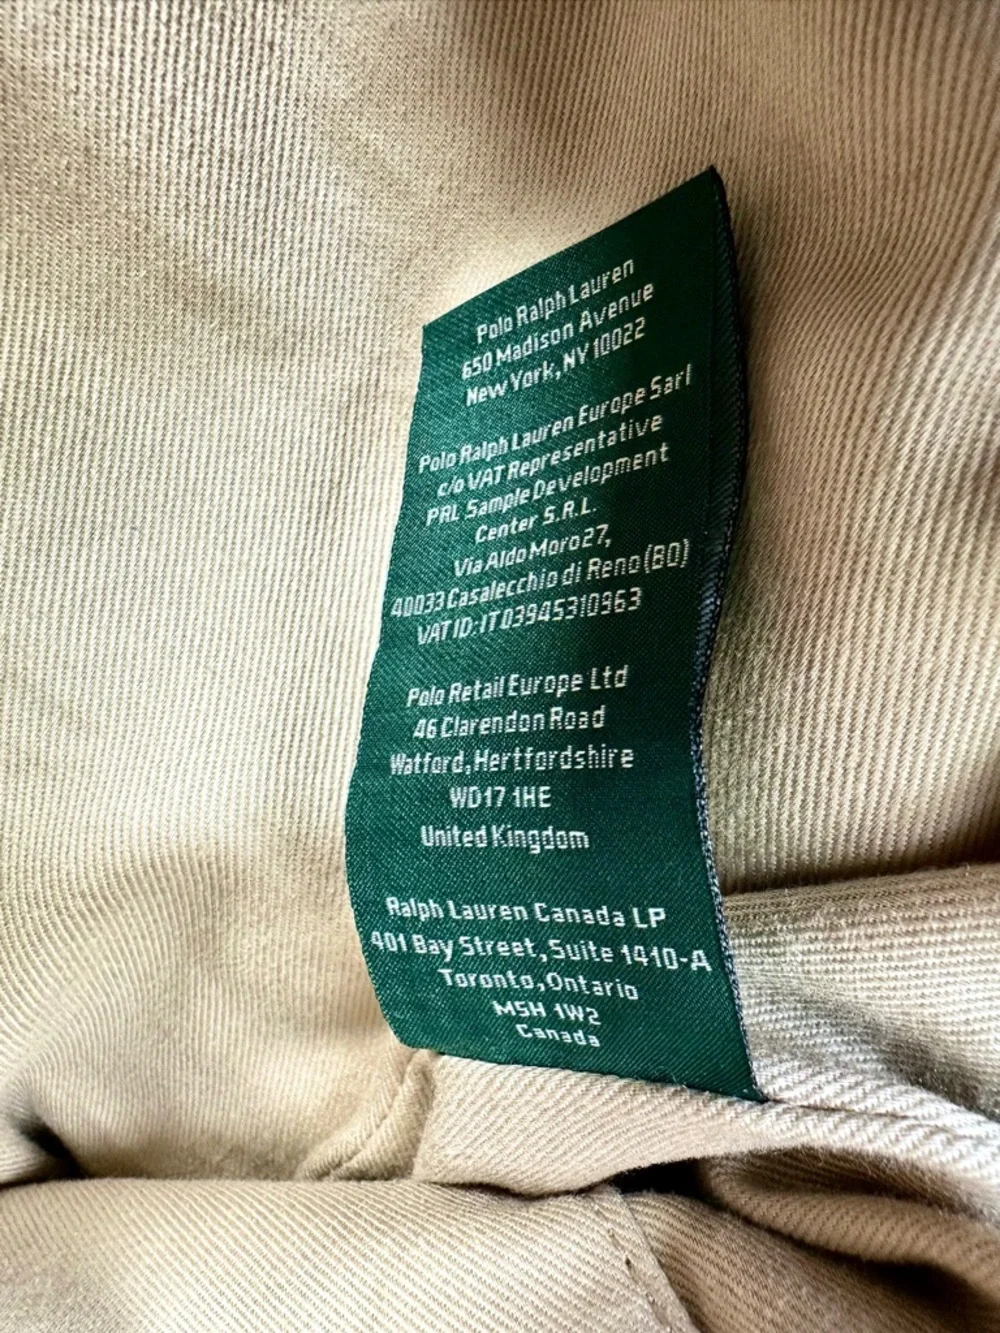 Polo Ralph Lauren
650 Madison Avenue
New York, NY 10022
Polo Ralph Lauren Europe Sarl
c/o VAT Representative
PRL Sample Development
Center S.R.L.
Via Aldo Moro 27,
40033 Casalecchio di Reno (BO)
VAT ID: IT03945310963
Polo Retail Europe Ltd
46 Clarendon Road
Watford, Hertfordshire
WD17 1HE
United Kingdom
Ralph Lauren Canada LP
401 Bay Street, Suite 1410-A
Toronto, Ontario
M5H 1W2
Canada